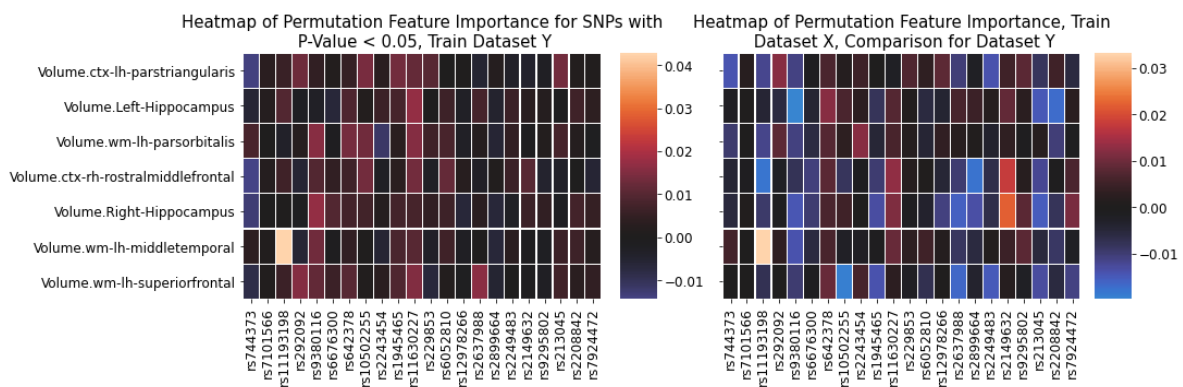 Heatmap of Permutation Feature Importance for SNPs with
P-Value < 0.05, Train Dataset Y
Heatmap of Permutation Feature Importance, Train
Dataset X, Comparison for Dataset Y
Volume.ctx-lh-parstriangularis
Volume.Left-Hippocampus
Volume.wm-lh-parsorbitalis
Volume.ctx-rh-rostralmiddlefrontal
Volume.Right-Hippocampus
Volume.wm-lh-middletemporal
Volume.wm-lh-superiorfrontal
0.04
0.03
0.02
0.01
0.00
−0.01
0.03
0.02
0.01
0.00
−0.01
rs744373
rs7101566
rs11193198
rs292092
rs9380116
rs6676300
rs642378
rs10502255
rs2243454
rs1945465
rs11630227
rs229853
rs6052810
rs12978266
rs2637988
rs2899664
rs2249483
rs2149632
rs9295802
rs213045
rs2208842
rs7924472
rs744373
rs7101566
rs11193198
rs292092
rs9380116
rs6676300
rs642378
rs10502255
rs2243454
rs1945465
rs11630227
rs229853
rs6052810
rs12978266
rs2637988
rs2899664
rs2249483
rs2149632
rs9295802
rs213045
rs2208842
rs7924472